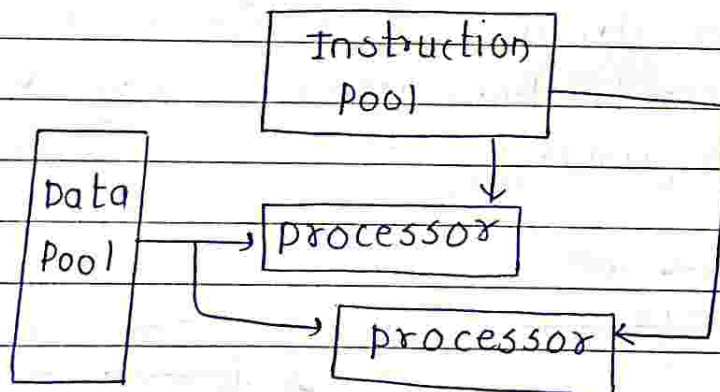 Instruction
Pool
Data
Pool
processor
processor